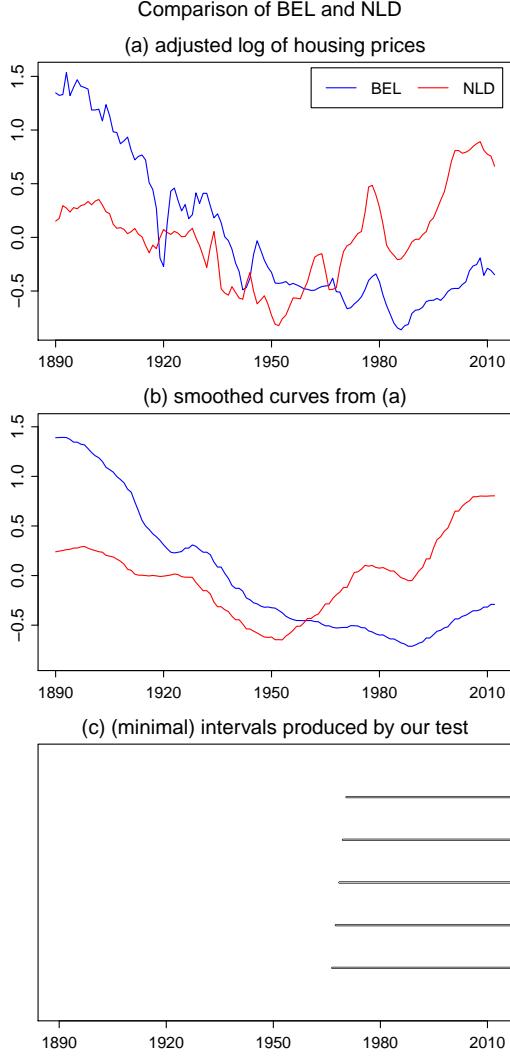 Comparison of BEL and NLD
(a) adjusted log of housing prices
BEL NLD
1.5
1.0
0.5
0.0
−0.5
1890 1920 1950 1980 2010
(b) smoothed curves from (a)
1.5
1.0
0.5
0.0
−0.5
1890 1920 1950 1980 2010
(c) (minimal) intervals produced by our test
1890 1920 1950 1980 2010